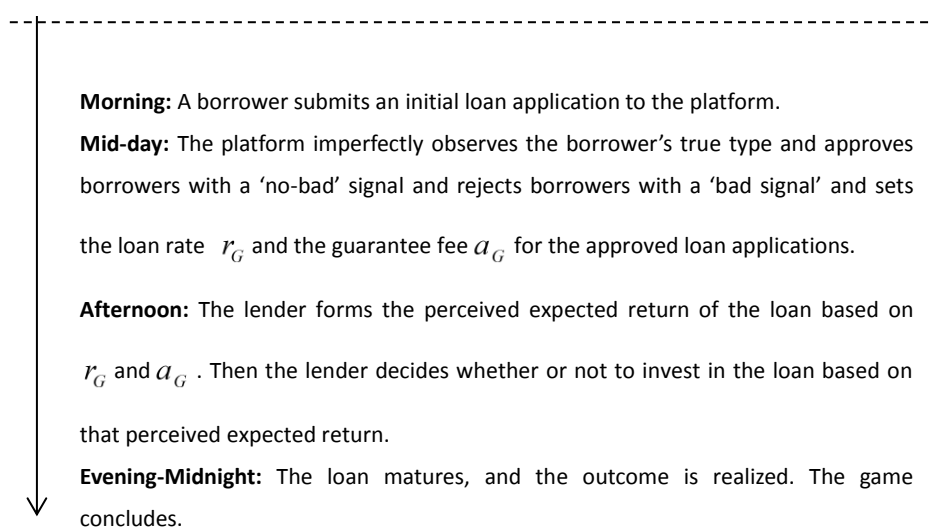 Morning: A borrower submits an initial loan application to the platform.
Mid-day: The platform imperfectly observes the borrower's true type and approves
borrowers with a 'no-bad' signal and rejects borrowers with a 'bad signal' and sets
the loan rate r_G and the guarantee fee a_G for the approved loan applications.
Afternoon: The lender forms the perceived expected return of the loan based on
r_G and a_G . Then the lender decides whether or not to invest in the loan based on
that perceived expected return.
Evening-Midnight: The loan matures, and the outcome is realized. The game
concludes.